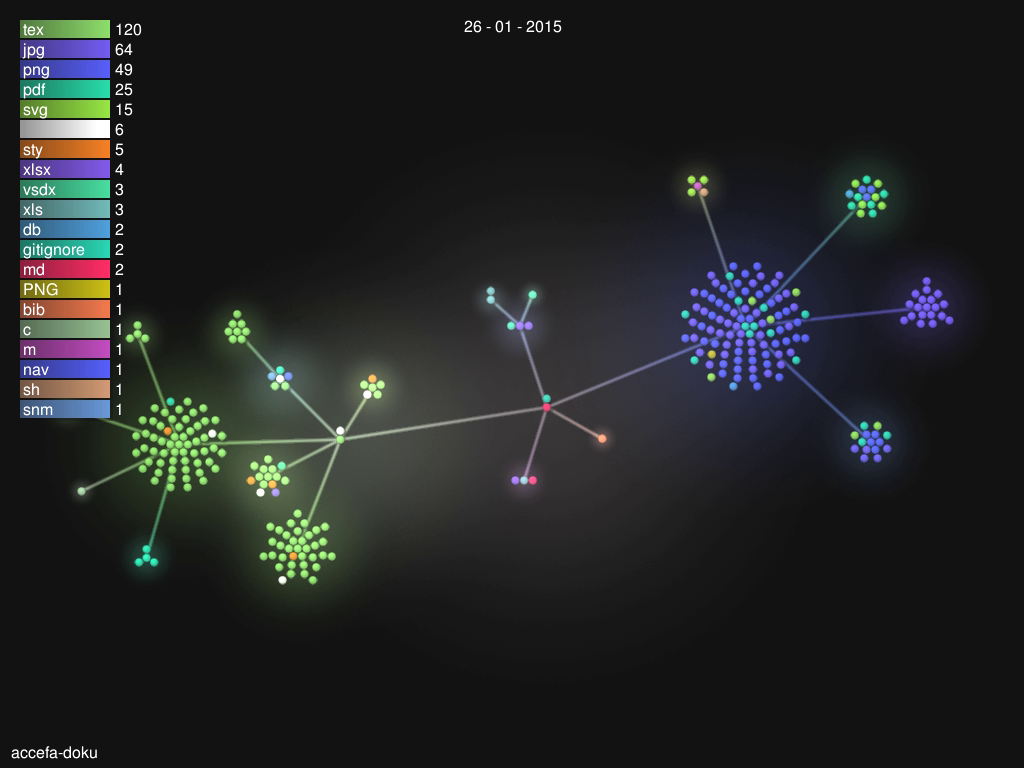 26 - 01 - 2015
tex 120
jpg 64
png 49
pdf 25
svg 15
6
sty 5
xlsx 4
vsdx 3
xls 3
db 2
gitignore 2
md 2
PNG 1
bib 1
c 1
m 1
nav 1
sh 1
snm 1
accefa-doku